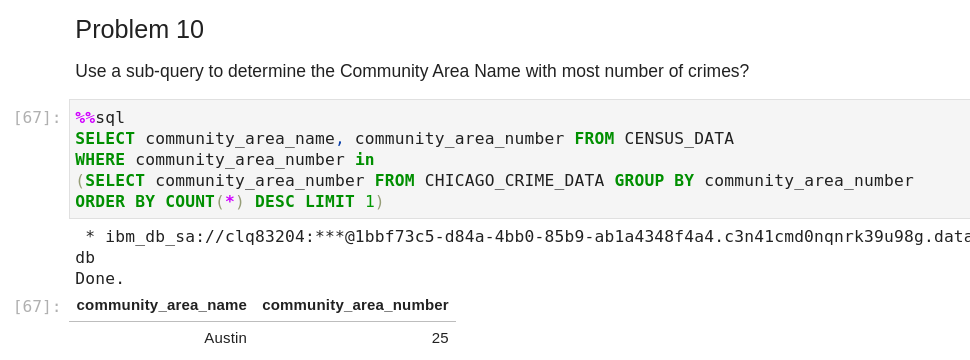 Problem 10
Use a sub-query to determine the Community Area Name with most number of crimes?
[67]: %%sql
SELECT community_area_name, community_area_number FROM CENSUS_DATA
WHERE community_area_number in
(SELECT community_area_number FROM CHICAGO_CRIME_DATA GROUP BY community_area_number
ORDER BY COUNT(*) DESC LIMIT 1)
* ibm_db_sa://clq83204:***@1bbf73c5-d84a-4bb0-85b9-ab1a4348f4a4.c3n41cmd0nqnrk39u98g.data
db
Done.
[67]: community_area_name community_area_number
Austin 25